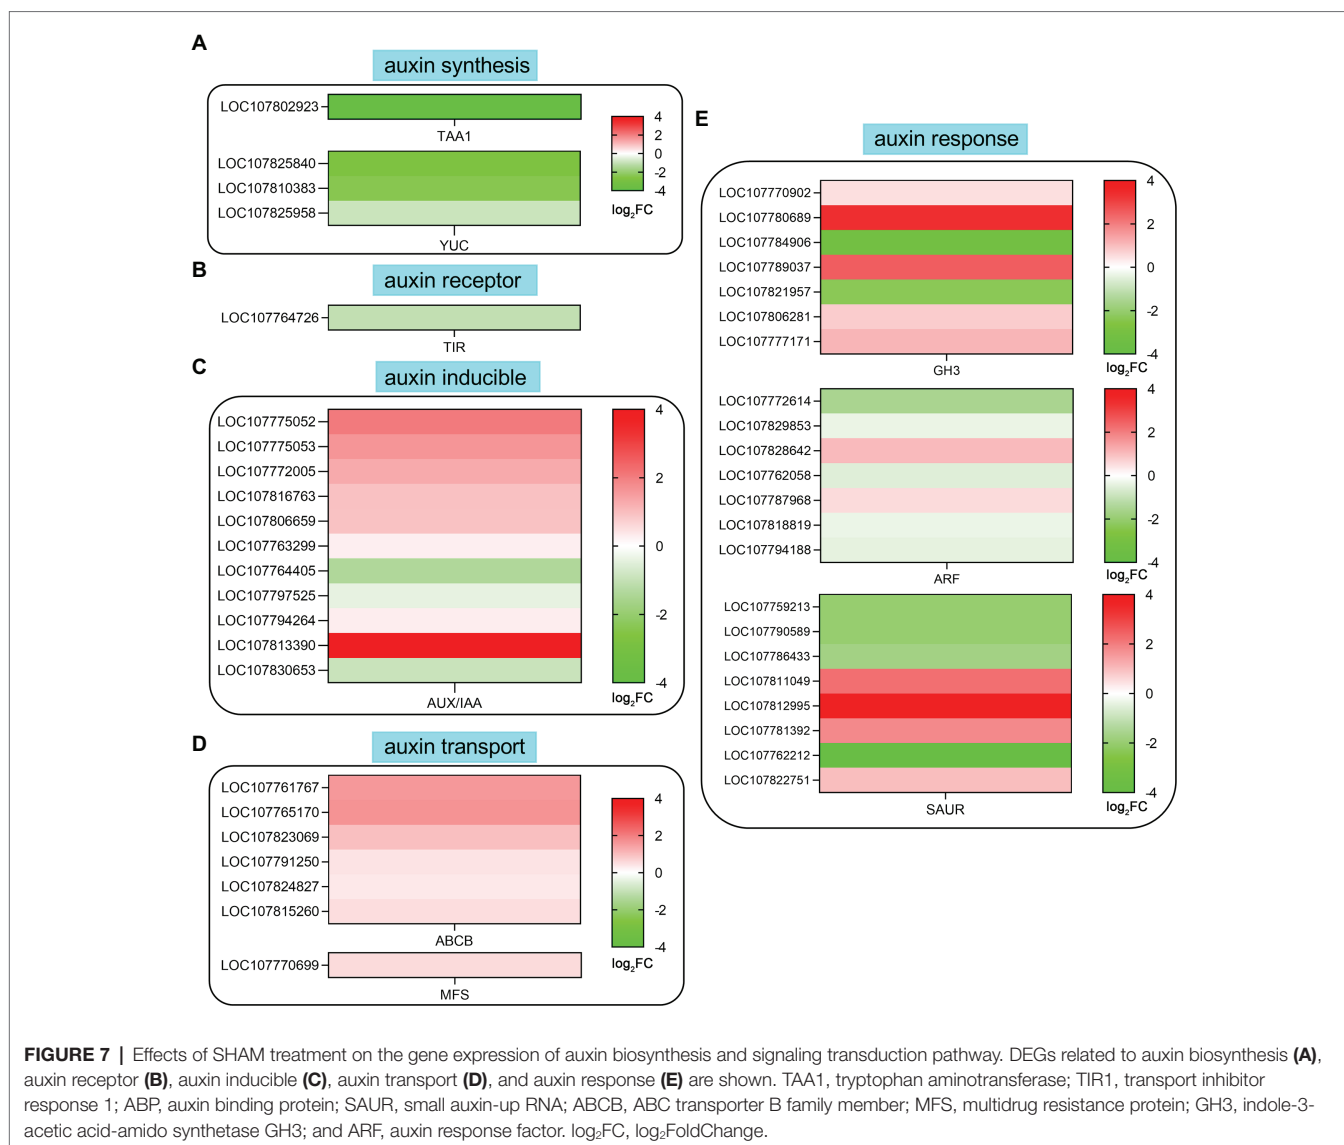 A
auxin synthesis
LOC107802923
TAA1
LOC107825840
LOC107810383
LOC107825958
YUC
4
2
0
-2
-4
log₂FC
B
auxin receptor
LOC107764726
TIR
C
auxin inducible
LOC107775052
LOC107775053
LOC107772005
LOC107816763
LOC107806659
LOC107763299
LOC107764405
LOC107797525
LOC107794264
LOC107813390
LOC107830653
AUX/IAA
4
2
0
-2
-4
log₂FC
D
auxin transport
LOC107761767
LOC107765170
LOC107823069
LOC107791250
LOC107824827
LOC107815260
ABCB
LOC107770699
MFS
4
2
0
-2
-4
log₂FC
E
auxin response
LOC107770902
LOC107780689
LOC107784906
LOC107789037
LOC107821957
LOC107806281
LOC107777171
GH3
4
2
0
-2
-4
log₂FC
LOC107772614
LOC107829853
LOC107828642
LOC107762058
LOC107787968
LOC107818819
LOC107794188
ARF
4
2
0
-2
-4
log₂FC
LOC107759213
LOC107790589
LOC107786433
LOC107811049
LOC107812995
LOC107781392
LOC107762212
LOC107822751
SAUR
4
2
0
-2
-4
log₂FC
FIGURE 7 | Effects of SHAM treatment on the gene expression of auxin biosynthesis and signaling transduction pathway. DEGs related to auxin biosynthesis (A),
auxin receptor (B), auxin inducible (C), auxin transport (D), and auxin response (E) are shown. TAA1, tryptophan aminotransferase; TIR1, transport inhibitor
response 1; ABP, auxin binding protein; SAUR, small auxin-up RNA; ABCB, ABC transporter B family member; MFS, multidrug resistance protein; GH3, indole-3-
acetic acid-amido synthetase GH3; and ARF, auxin response factor. log₂FC, log₂FoldChange.